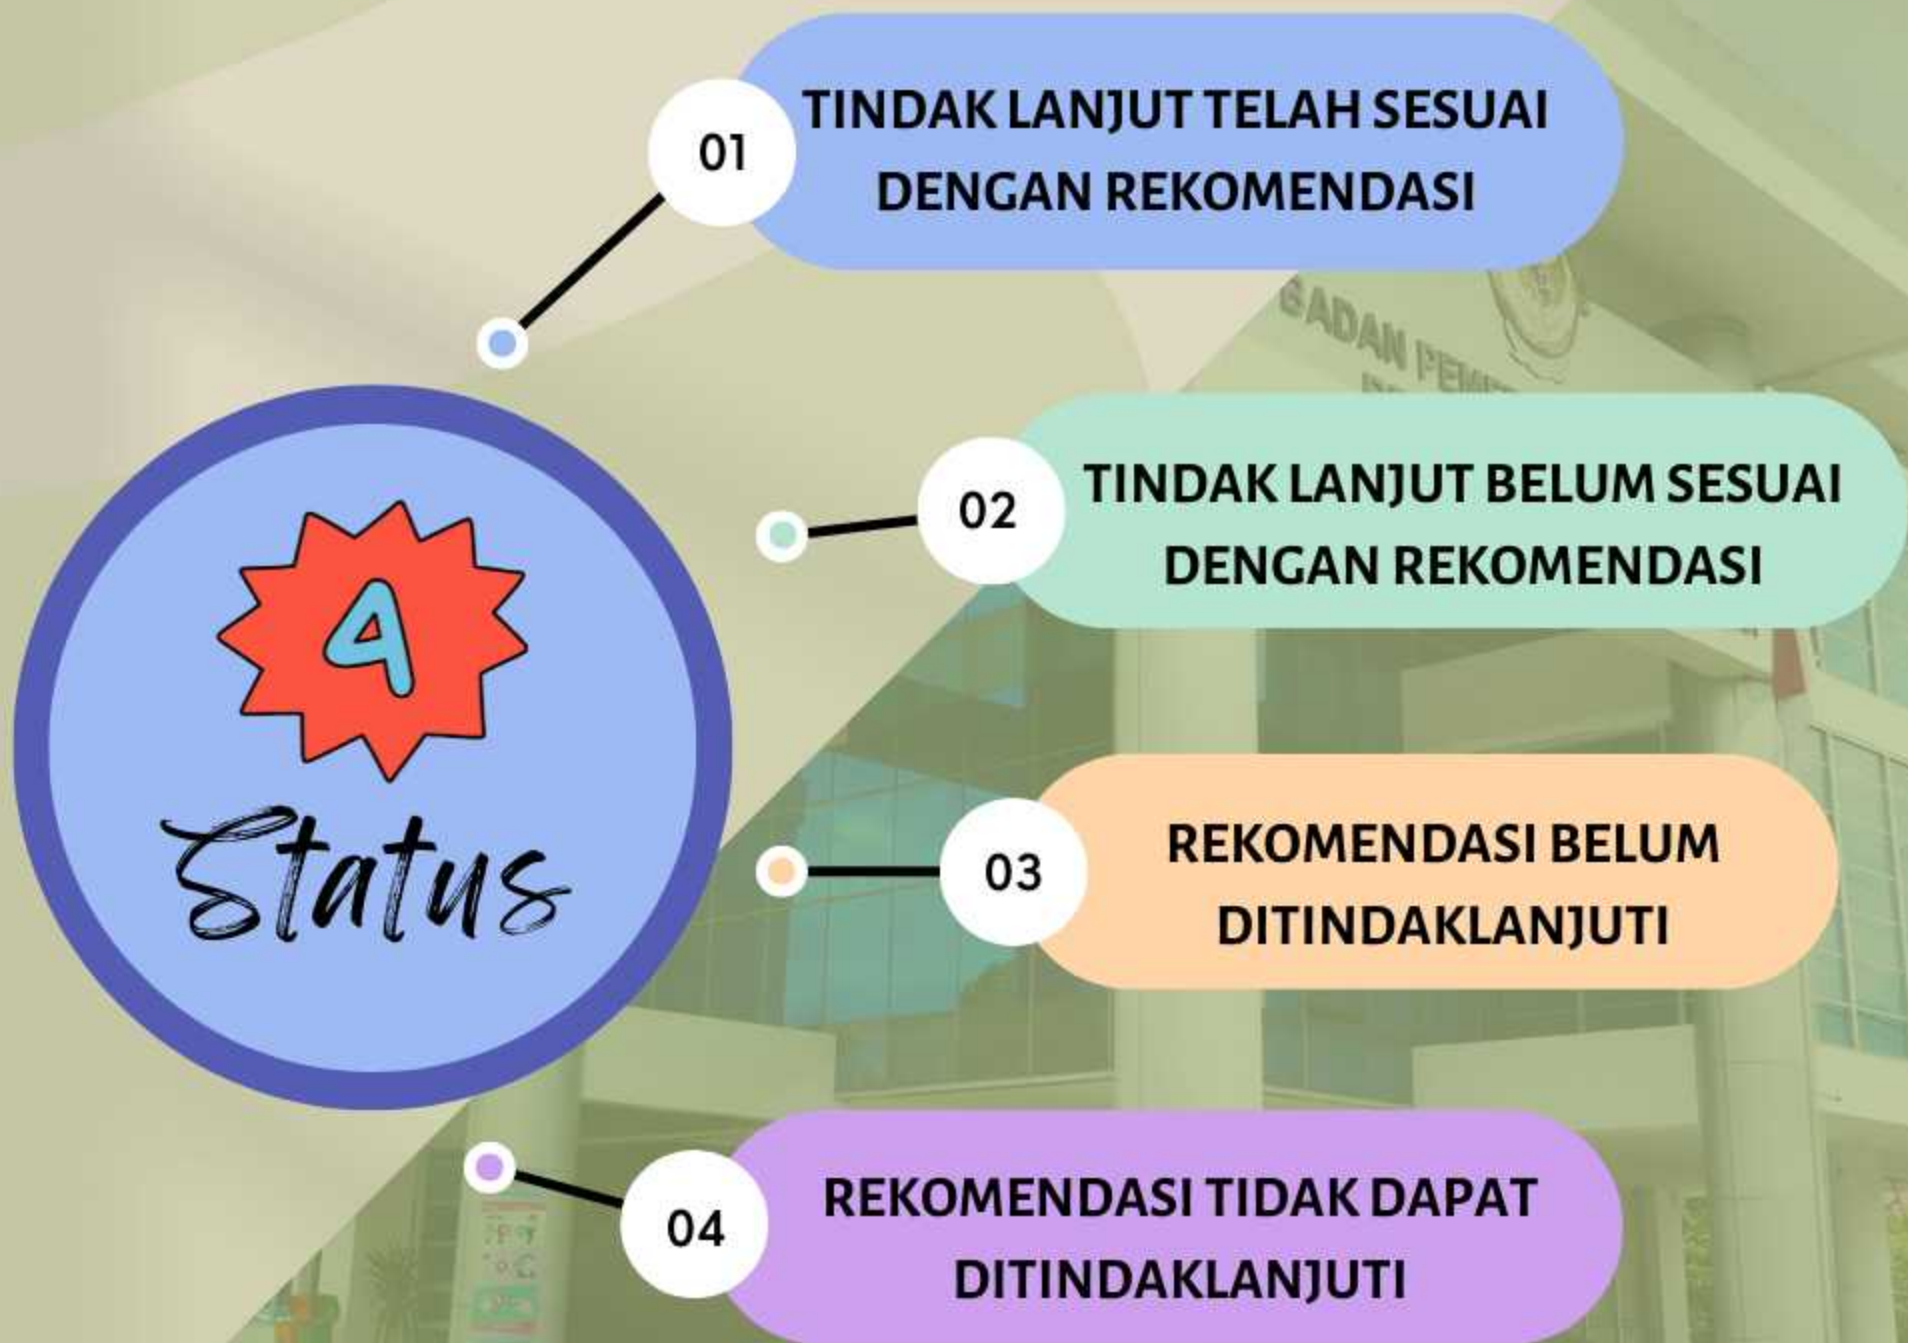 4
Status
01
TINDAK LANJUT TELAH SESUAI
DENGAN REKOMENDASI
BADAN
02
TINDAK LANJUT BELUM SESUAI
DENGAN REKOMENDASI
03
REKOMENDASI BELUM
DITINDAKLANJUTI
04
REKOMENDASI TIDAK DAPAT
DITINDAKLANJUTI